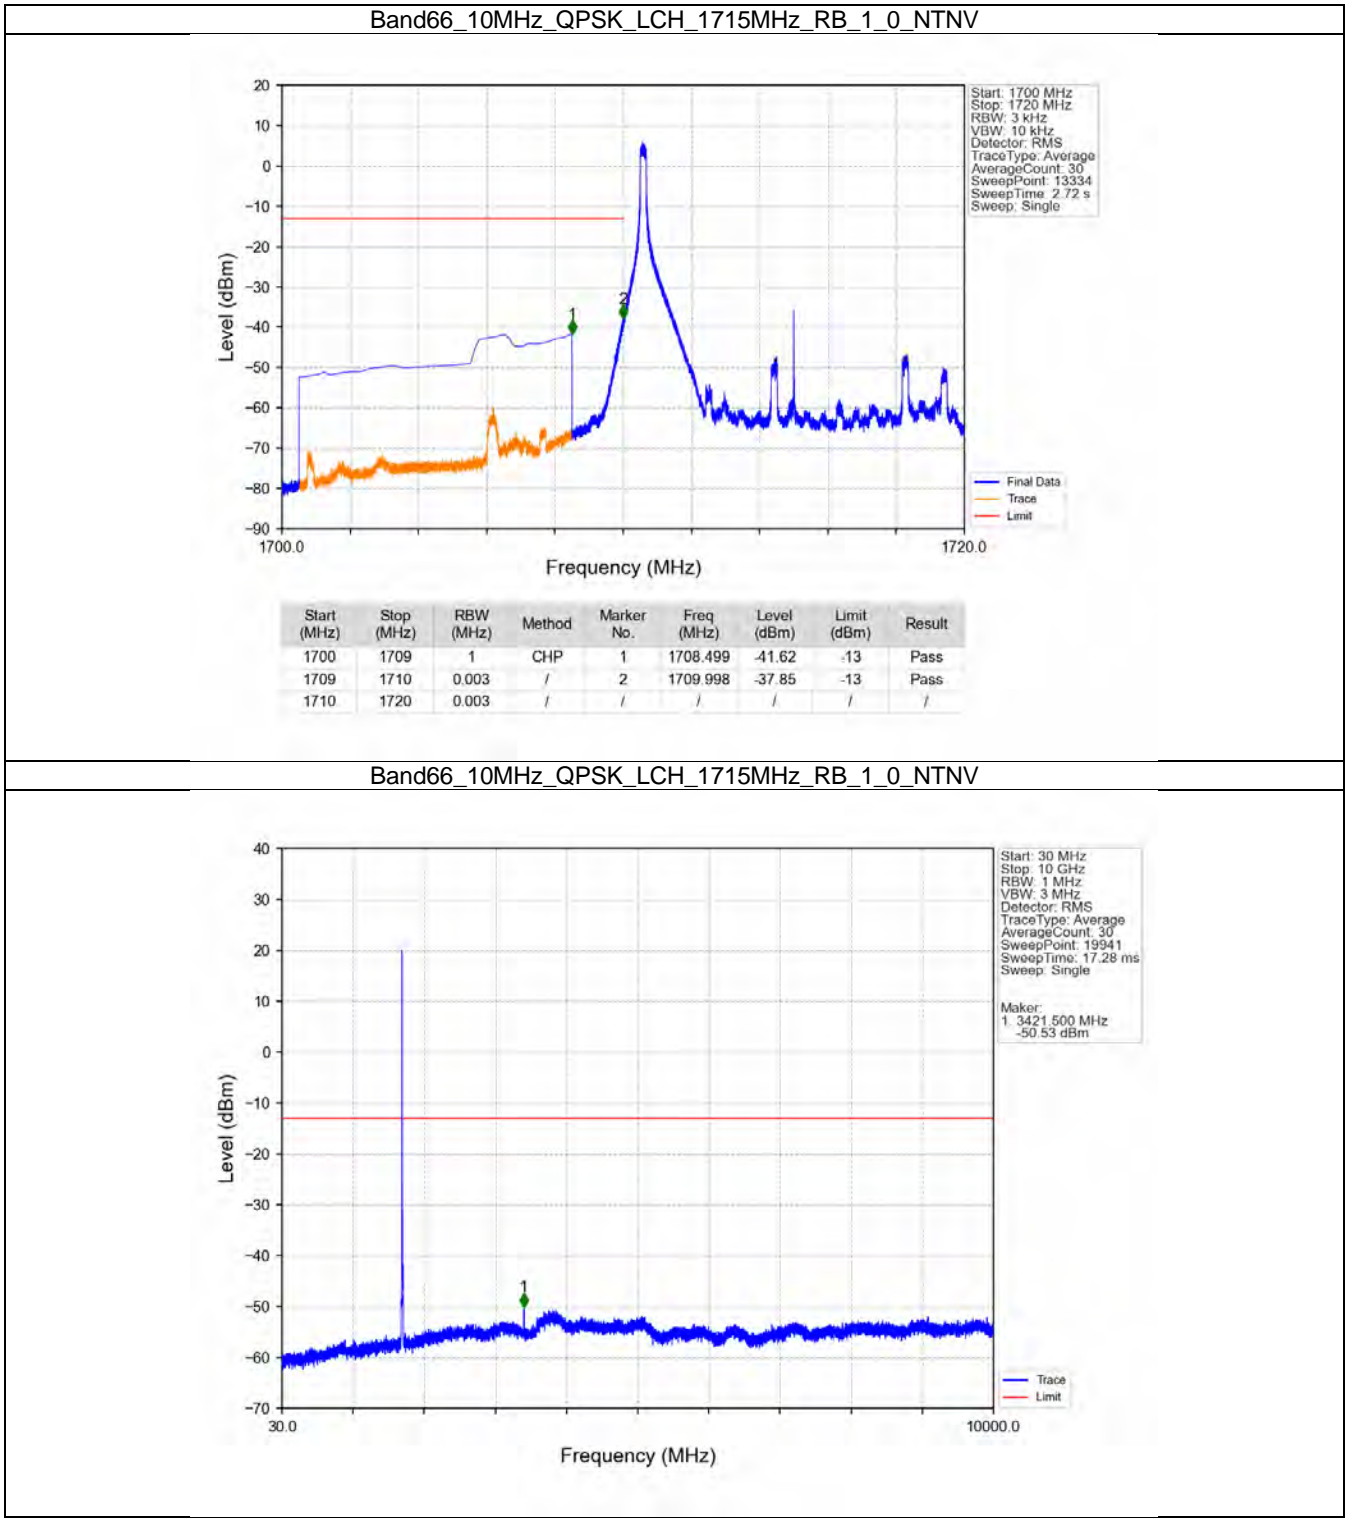 Band66_10MHz_QPSK_LCH_1715MHz_RB_1_0_NTNV
20
10
0
−10
−20
−30
−40
−50
−60
−70
−80
−90
Level (dBm)
1
2
1700.0
1720.0
Frequency (MHz)
Start: 1700 MHz
Stop: 1720 MHz
RBW: 3 kHz
VBW: 10 kHz
Detector: RMS
TraceType: Average
AverageCount: 30
SweepPoint: 13334
SweepTime: 2.72 s
Sweep: Single
Final Data
Trace
Limit
Start (MHz) Stop (MHz) RBW (MHz) Method Marker No. Freq (MHz) Level (dBm) Limit (dBm) Result
1700 1709 1 CHP 1 1708.499 -41.62 -13 Pass
1709 1710 0.003 / 2 1709.998 -37.85 -13 Pass
1710 1720 0.003 / / / / / /
Band66_10MHz_QPSK_LCH_1715MHz_RB_1_0_NTNV
40
30
20
10
0
−10
−20
−30
−40
−50
−60
−70
Level (dBm)
1
30.0
10000.0
Frequency (MHz)
Start: 30 MHz
Stop: 10 GHz
RBW: 1 MHz
VBW: 3 MHz
Detector: RMS
TraceType: Average
AverageCount: 30
SweepPoint: 19941
SweepTime: 17.28 ms
Sweep: Single
Maker:
1. 3421.500 MHz
-50.53 dBm
Trace
Limit